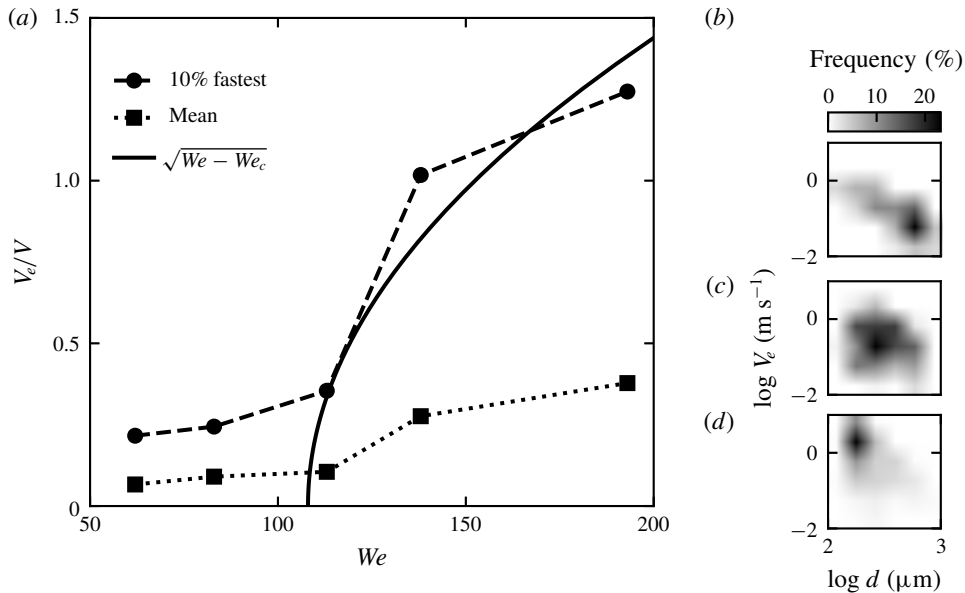 (a)
1.5
1.0
0.5
0
V_e/V
10% fastest
Mean
√We − We_c
50
100
150
200
We
(b)
Frequency (%)
0
10
20
0
−2
(c)
0
−2
log V_e (m s⁻¹)
(d)
0
−2
2
3
log d (μm)